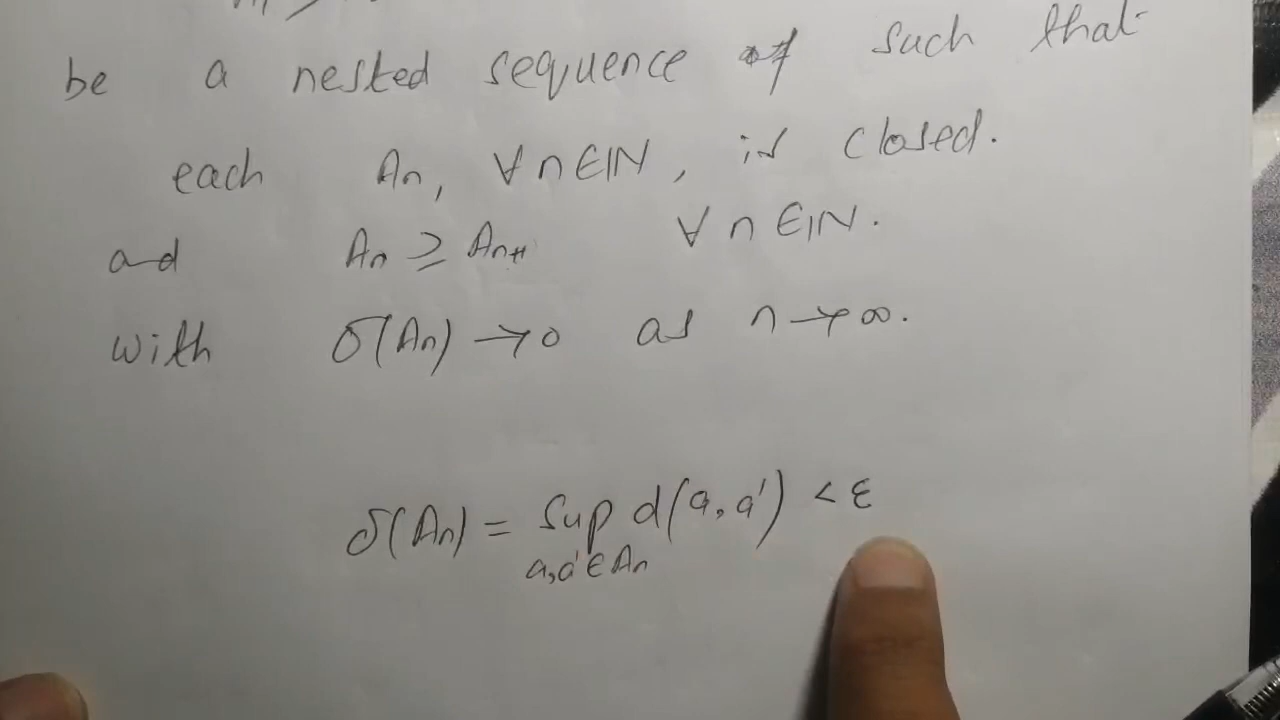 be a nested sequence of such that
each An, ∀n∈ℕ, is closed.
and An ≥ An+1 ∀n∈ℕ.
with δ(An) → 0 as n → ∞.
δ(An) = sup d(a, a') < ε
a,a'∈An